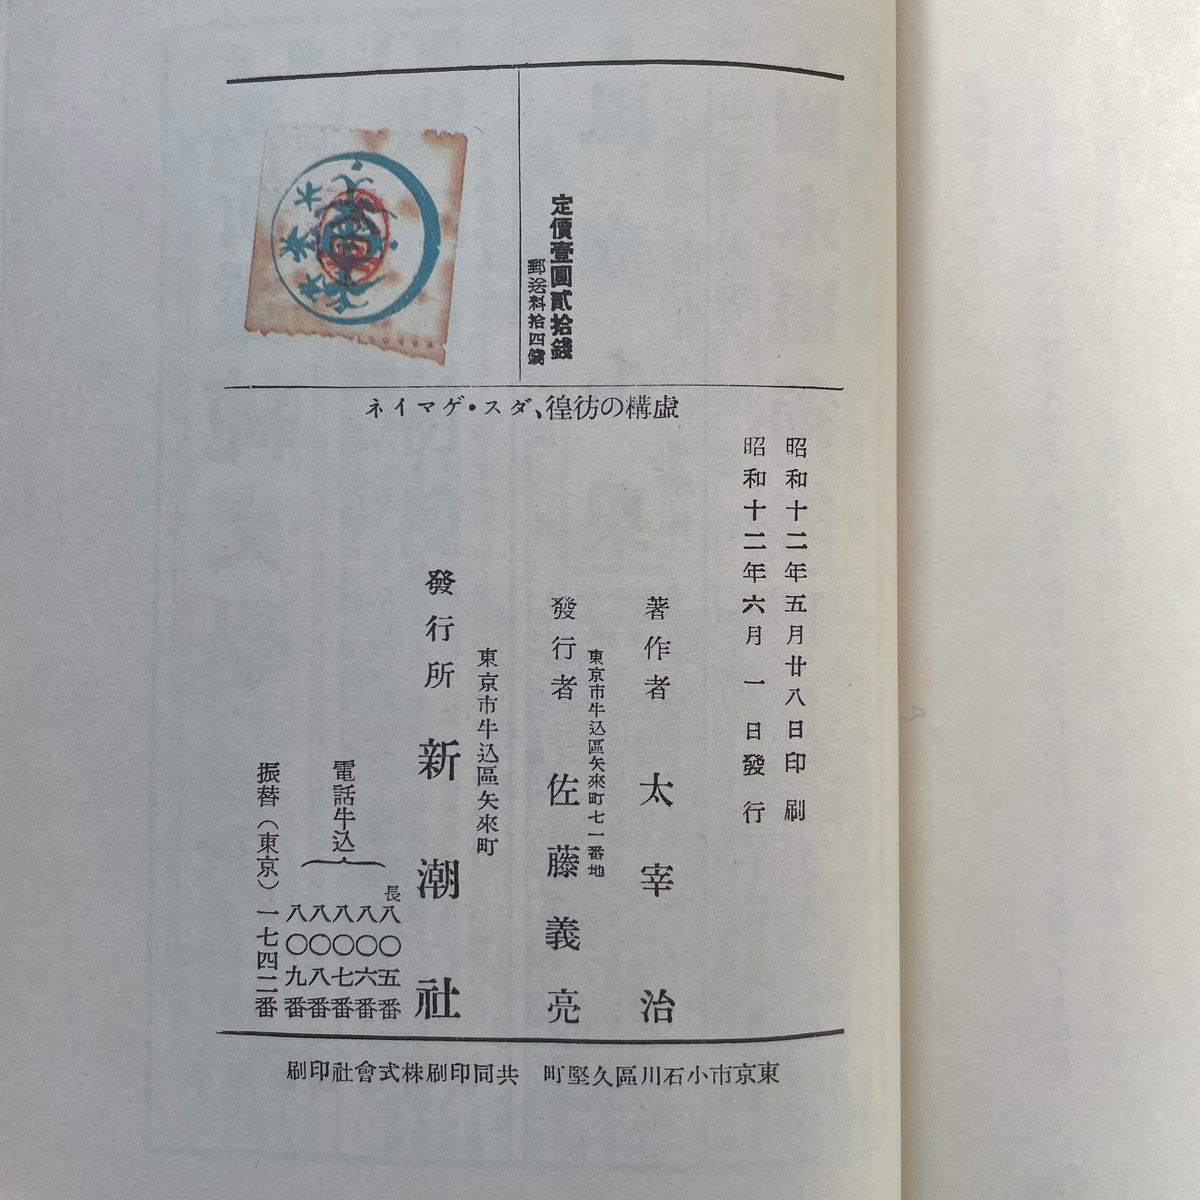 定價壹圓貳拾錢
郵送料拾四錢
虛構の彷徨、ダス・ゲマイネ
昭和十二年五月廿八日印刷
昭和十二年六月一日發行
著作者 太宰治
東京市牛込區矢來町七一番地
發行者 佐藤義亮
東京市牛込區矢來町
發行所 新潮社
電話牛込
長八〇五番
八〇六番
八〇七番
八〇八番
八〇九番
振替(東京)一七四二番
東京市小石川區久堅町 共同印刷株式會社印刷